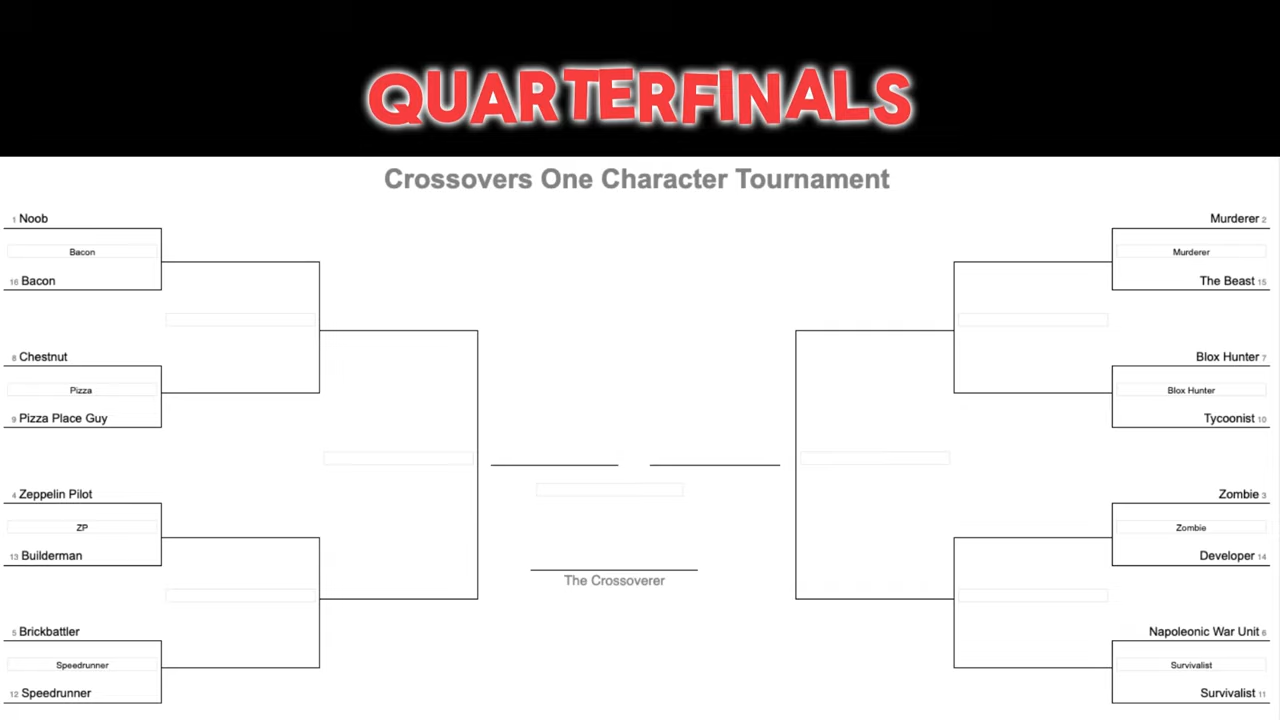 QUARTERFINALS
Crossovers One Character Tournament
1 Noob
Bacon
16 Bacon
8 Chestnut
Pizza
9 Pizza Place Guy
4 Zeppelin Pilot
ZP
13 Builderman
5 Brickbattler
Speedrunner
12 Speedrunner
The Crossoverer
Murderer 2
Murderer
The Beast 15
Blox Hunter 7
Blox Hunter
Tycoonist 10
Zombie 3
Zombie
Developer 14
Napoleonic War Unit 6
Survivalist
Survivalist 11